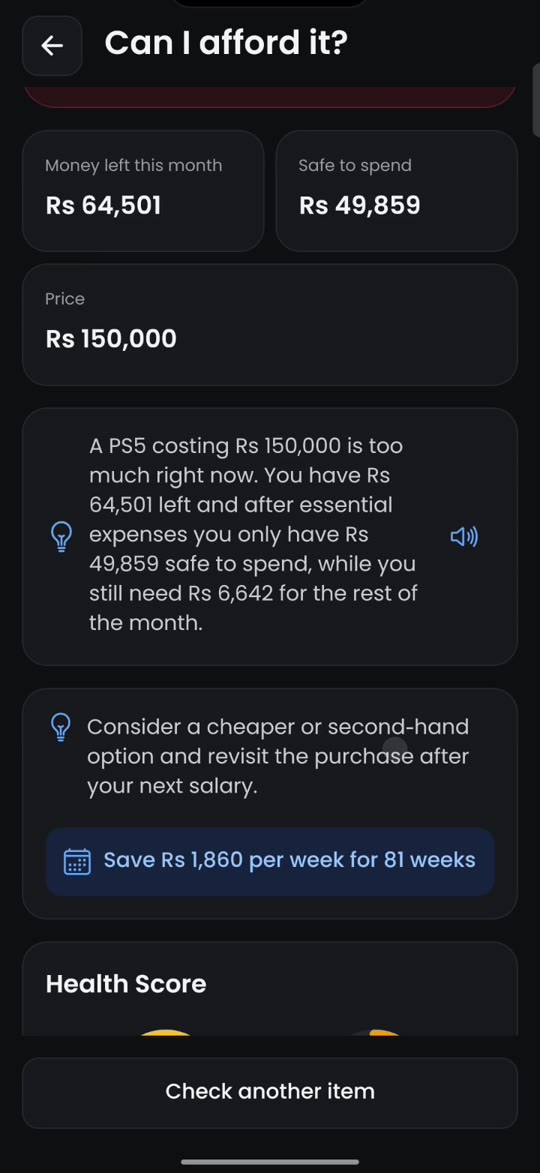 Can I afford it?
Money left this month
Safe to spend
Rs 64,501
Rs 49,859
Price
Rs 150,000
A PS5 costing Rs 150,000 is too
much right now. You have Rs
64,501 left and after essential
expenses you only have Rs
49,859 safe to spend, while you
still need Rs 6,642 for the rest of
the month.
Consider a cheaper or second-hand
option and revisit the purchase after
your next salary.
Save Rs 1,860 per week for 81 weeks
Health Score
Check another item